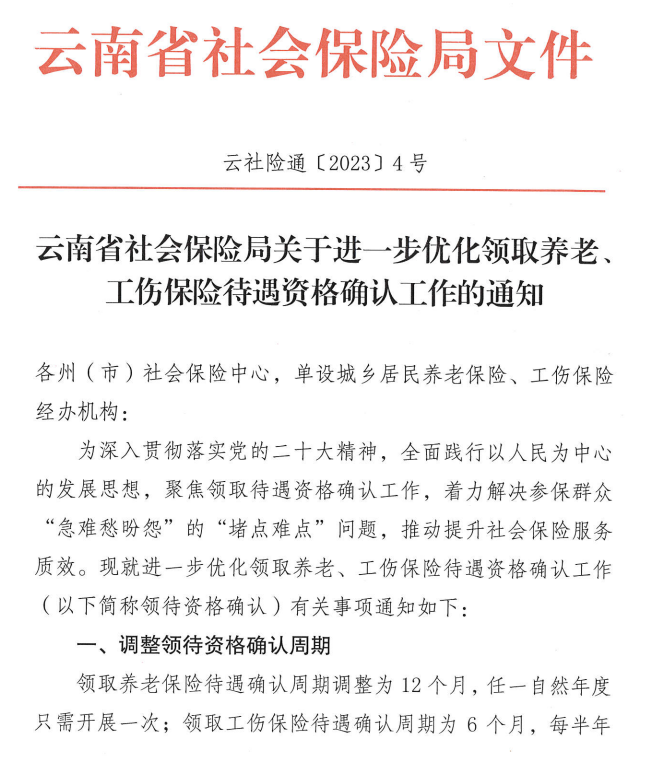 云南省社会保险局文件
云社险通〔2023〕4号
云南省社会保险局关于进一步优化领取养老、
工伤保险待遇资格确认工作的通知
各州（市）社会保险中心，单设城乡居民养老保险、工伤保险
经办机构：
为深入贯彻落实党的二十大精神，全面践行以人民为中心
的发展思想，聚焦领取待遇资格确认工作，着力解决参保群众
“急难愁盼怨”的“堵点难点”问题，推动提升社会保险服务
质效。现就进一步优化领取养老、工伤保险待遇资格确认工作
（以下简称领待资格确认）有关事项通知如下：
一、调整领待资格确认周期
领取养老保险待遇确认周期调整为12个月，任一自然年度
只需开展一次；领取工伤保险待遇确认周期为6个月，每半年